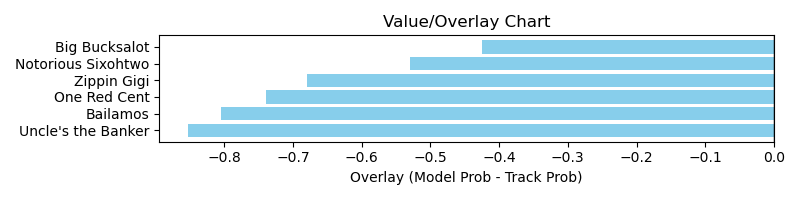 Value/Overlay Chart
Big Bucksalot
Notorious Sixohtwo
Zippin Gigi
One Red Cent
Bailamos
Uncle's the Banker
−0.8 −0.7 −0.6 −0.5 −0.4 −0.3 −0.2 −0.1 0.0
Overlay (Model Prob - Track Prob)